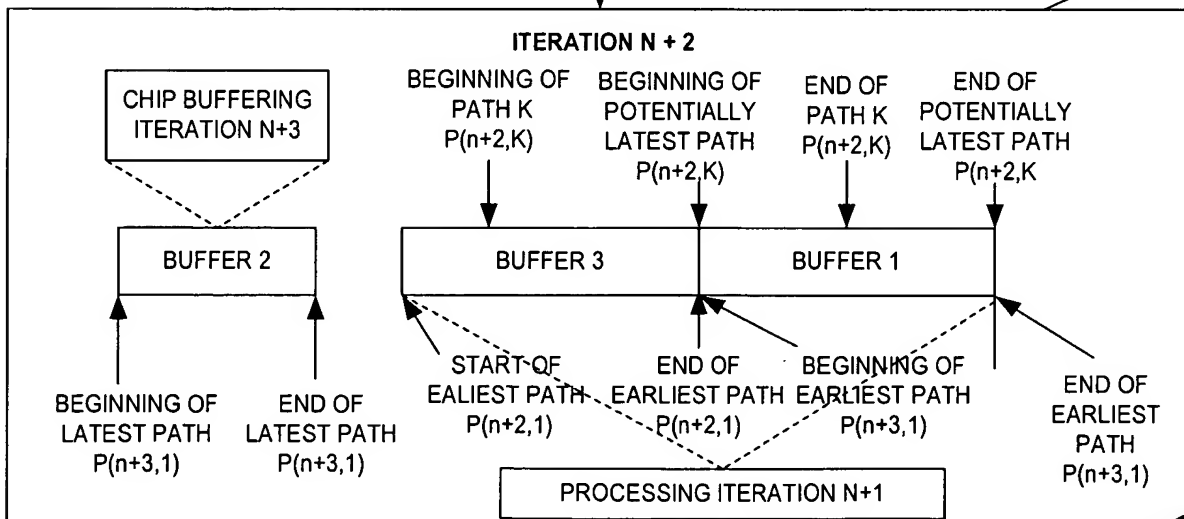 ITERATION N + 2
CHIP BUFFERING
ITERATION N+3
BEGINNING OF
PATH K
P(n+2,K)
BEGINNING OF
POTENTIALLY
LATEST PATH
P(n+2,K)
END OF
PATH K
P(n+2,K)
END OF
POTENTIALLY
LATEST PATH
P(n+2,K
BUFFER 2
BUFFER 3
BUFFER 1
BEGINNING OF
LATEST PATH
P(n+3,1)
END OF
LATEST PATH
P(n+3,1)
START OF
EALIEST PATH
P(n+2,1)
END OF
EARLIEST PATH
P(n+2,1)
BEGINNING OF
EARLIEST PATH
P(n+3,1)
END OF
EARLIEST
PATH
P(n+3,1)
PROCESSING ITERATION N+1